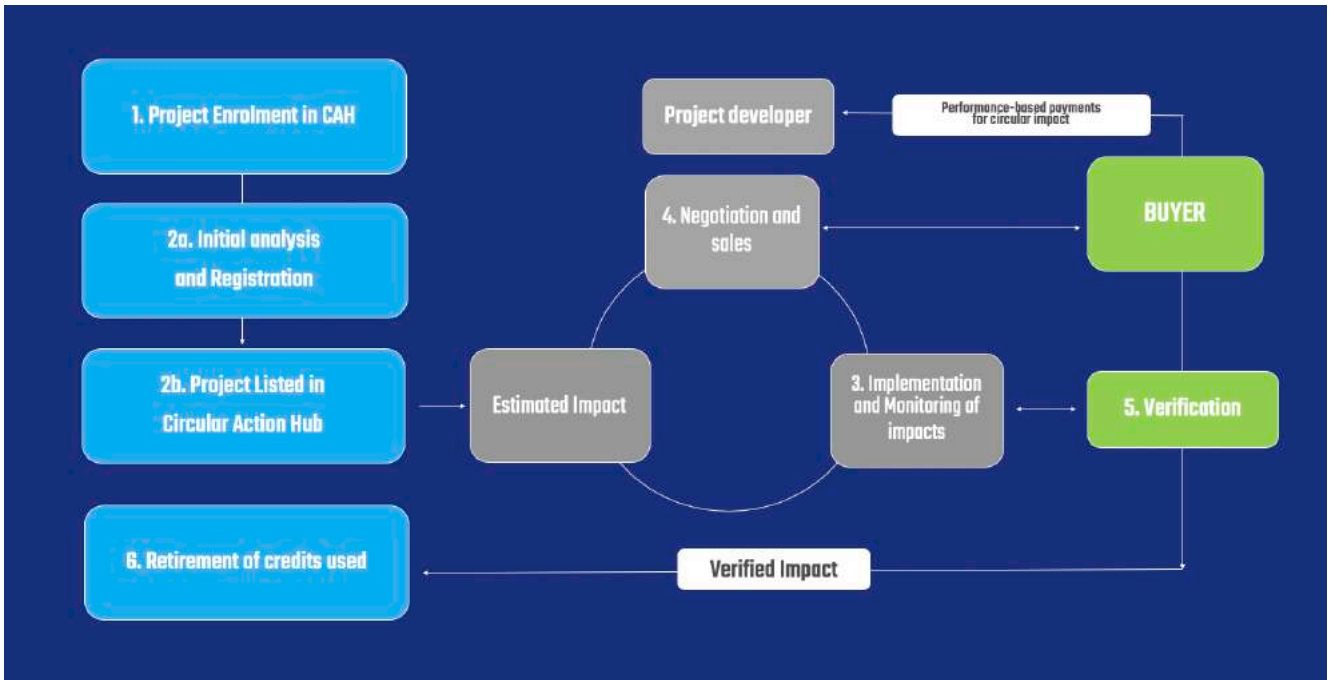 1. Project Enrolment in CAH
2a. Initial analysis
and Registration
2b. Project Listed in
Circular Action Hub
6. Retirement of credits used
Estimated Impact
Project developer
4. Negotiation and
sales
3. Implementation
and Monitoring of
impacts
Performance-based payments
for circular impact
BUYER
5. Verification
Verified Impact